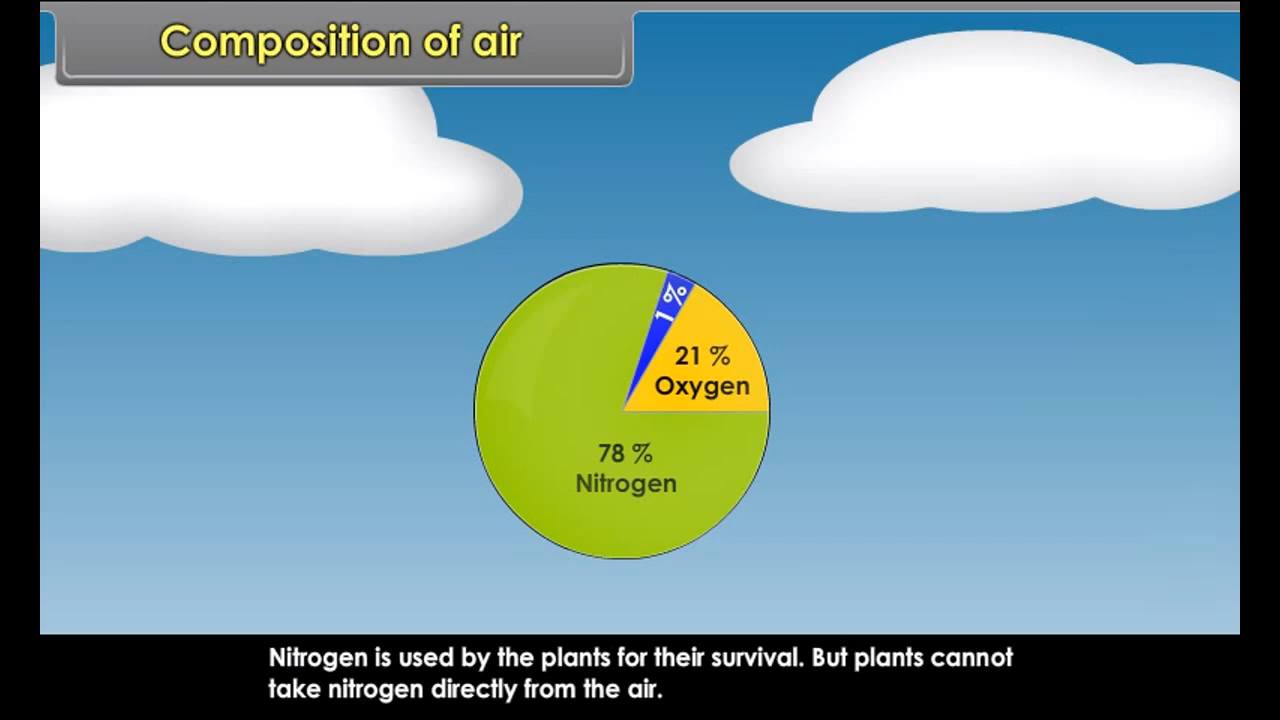 Composition of air
1 %
21 %
Oxygen
78 %
Nitrogen
Nitrogen is used by the plants for their survival. But plants cannot
take nitrogen directly from the air.